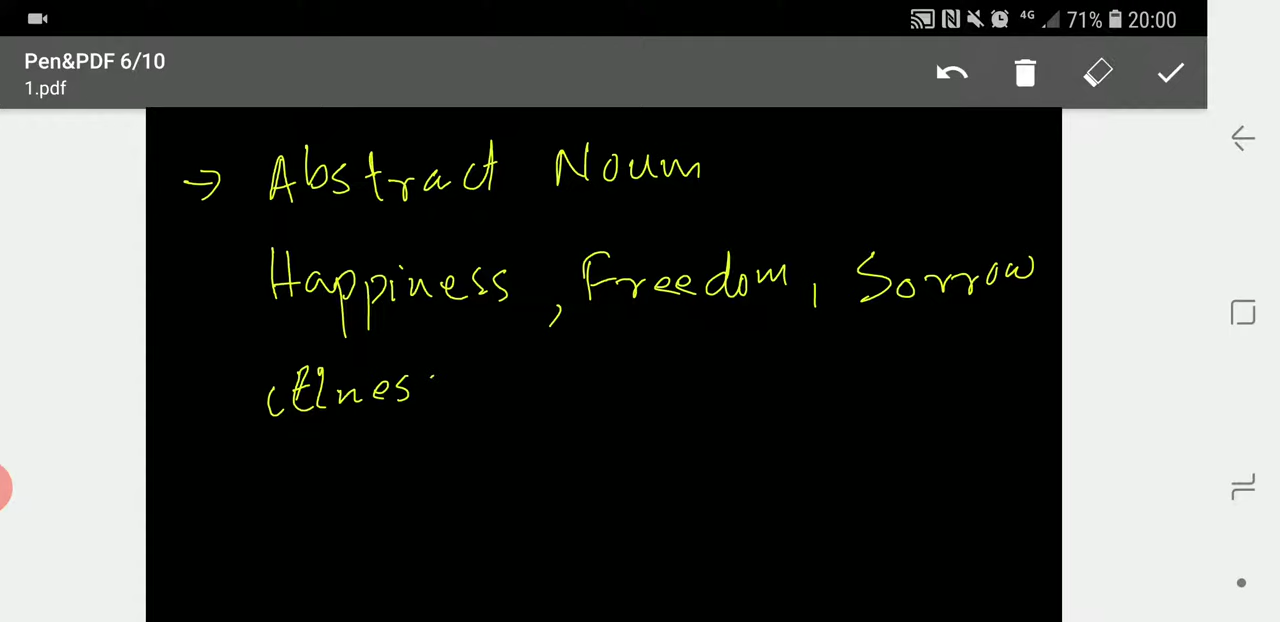 4G 71% 20:00
Pen&PDF 6/10
1.pdf
→ Abstract Noun
Happiness, Freedom, Sorrow